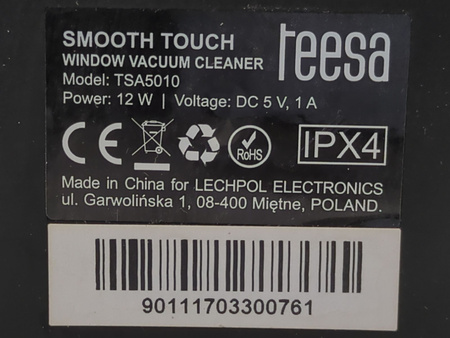 SMOOTH TOUCH
teesa
WINDOW VACUUM CLEANER
Model: TSA5010
Power: 12 W | Voltage: DC 5 V, 1 A
CE
RoHS
IPX4
Made in China for LECHPOL ELECTRONICS
ul. Garwolińska 1, 08-400 Miętne, POLAND.
90111703300761